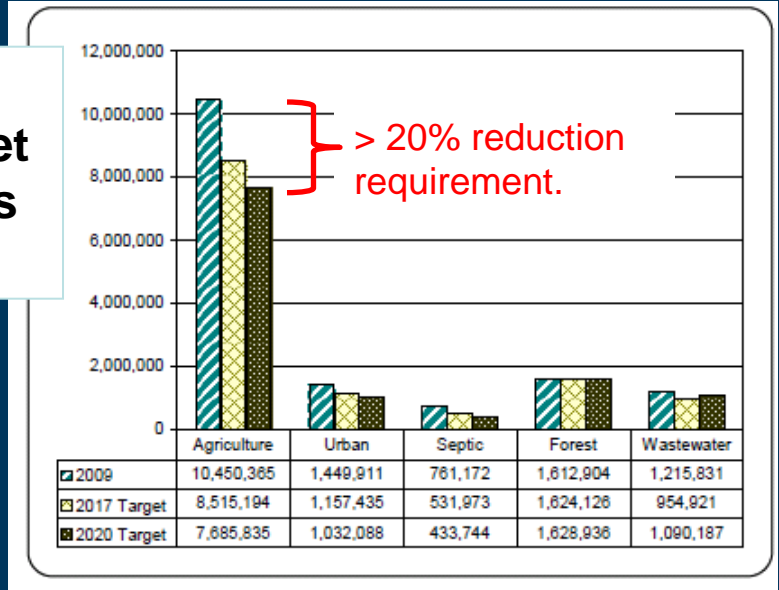 et
s
12,000,000
10,000,000
8,000,000
6,000,000
4,000,000
2,000,000
0
> 20% reduction
requirement.
Agriculture Urban Septic Forest Wastewater
2009 10,450,365 1,449,911 761,172 1,612,904 1,215,831
2017 Target 8,515,194 1,157,435 531,973 1,624,126 954,921
2020 Target 7,685,835 1,032,088 433,744 1,628,936 1,090,187